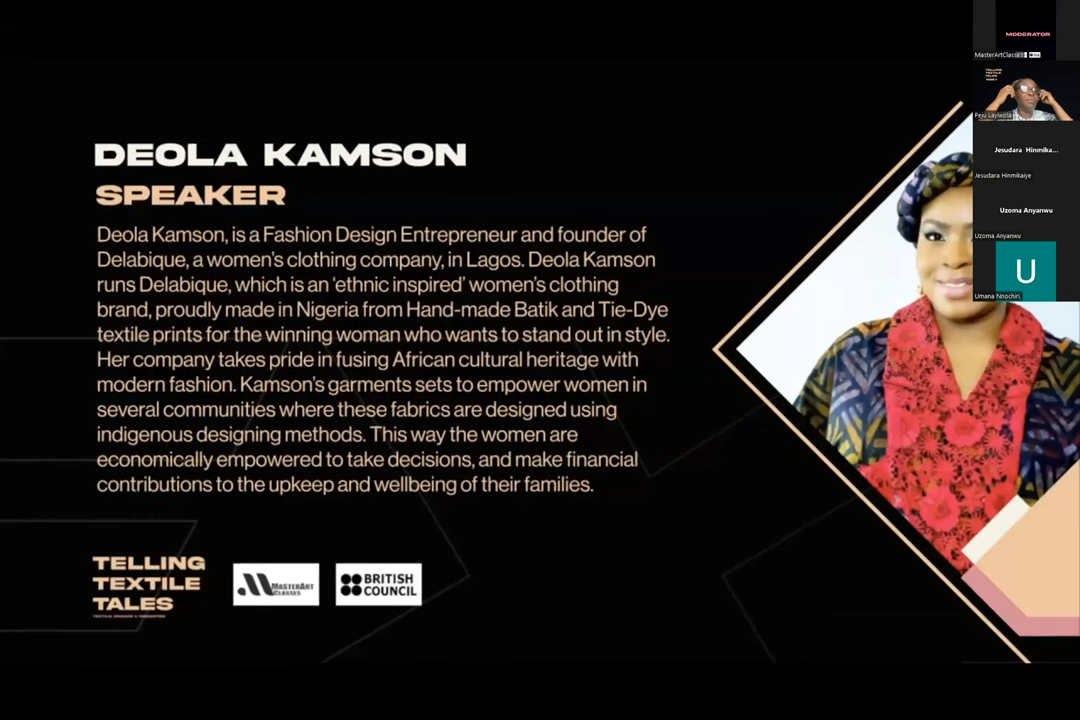 DEOLA KAMSON
SPEAKER
Deola Kamson, is a Fashion Design Entrepreneur and founder of
Delabique, a women's clothing company, in Lagos. Deola Kamson
runs Delabique, which is an 'ethnic inspired' women's clothing
brand, proudly made in Nigeria from Hand-made Batik and Tie-Dye
textile prints for the winning woman who wants to stand out in style.
Her company takes pride in fusing African cultural heritage with
modern fashion. Kamson's garments sets to empower women in
several communities where these fabrics are designed using
indigenous designing methods. This way the women are
economically empowered to take decisions, and make financial
contributions to the upkeep and wellbeing of their families.
TELLING
TEXTILE
TALES
MASTERART
CLASSES
BRITISH
COUNCIL
MODERATOR
MasterArtClass
TELLING
TEXTILE
TALES
Peju Layiwola
Jesudara Hinmika...
Jesudara Hinmikaiye
Uzoma Anyanwu
Uzoma Anyanwu
U
Umana Nnochiri,